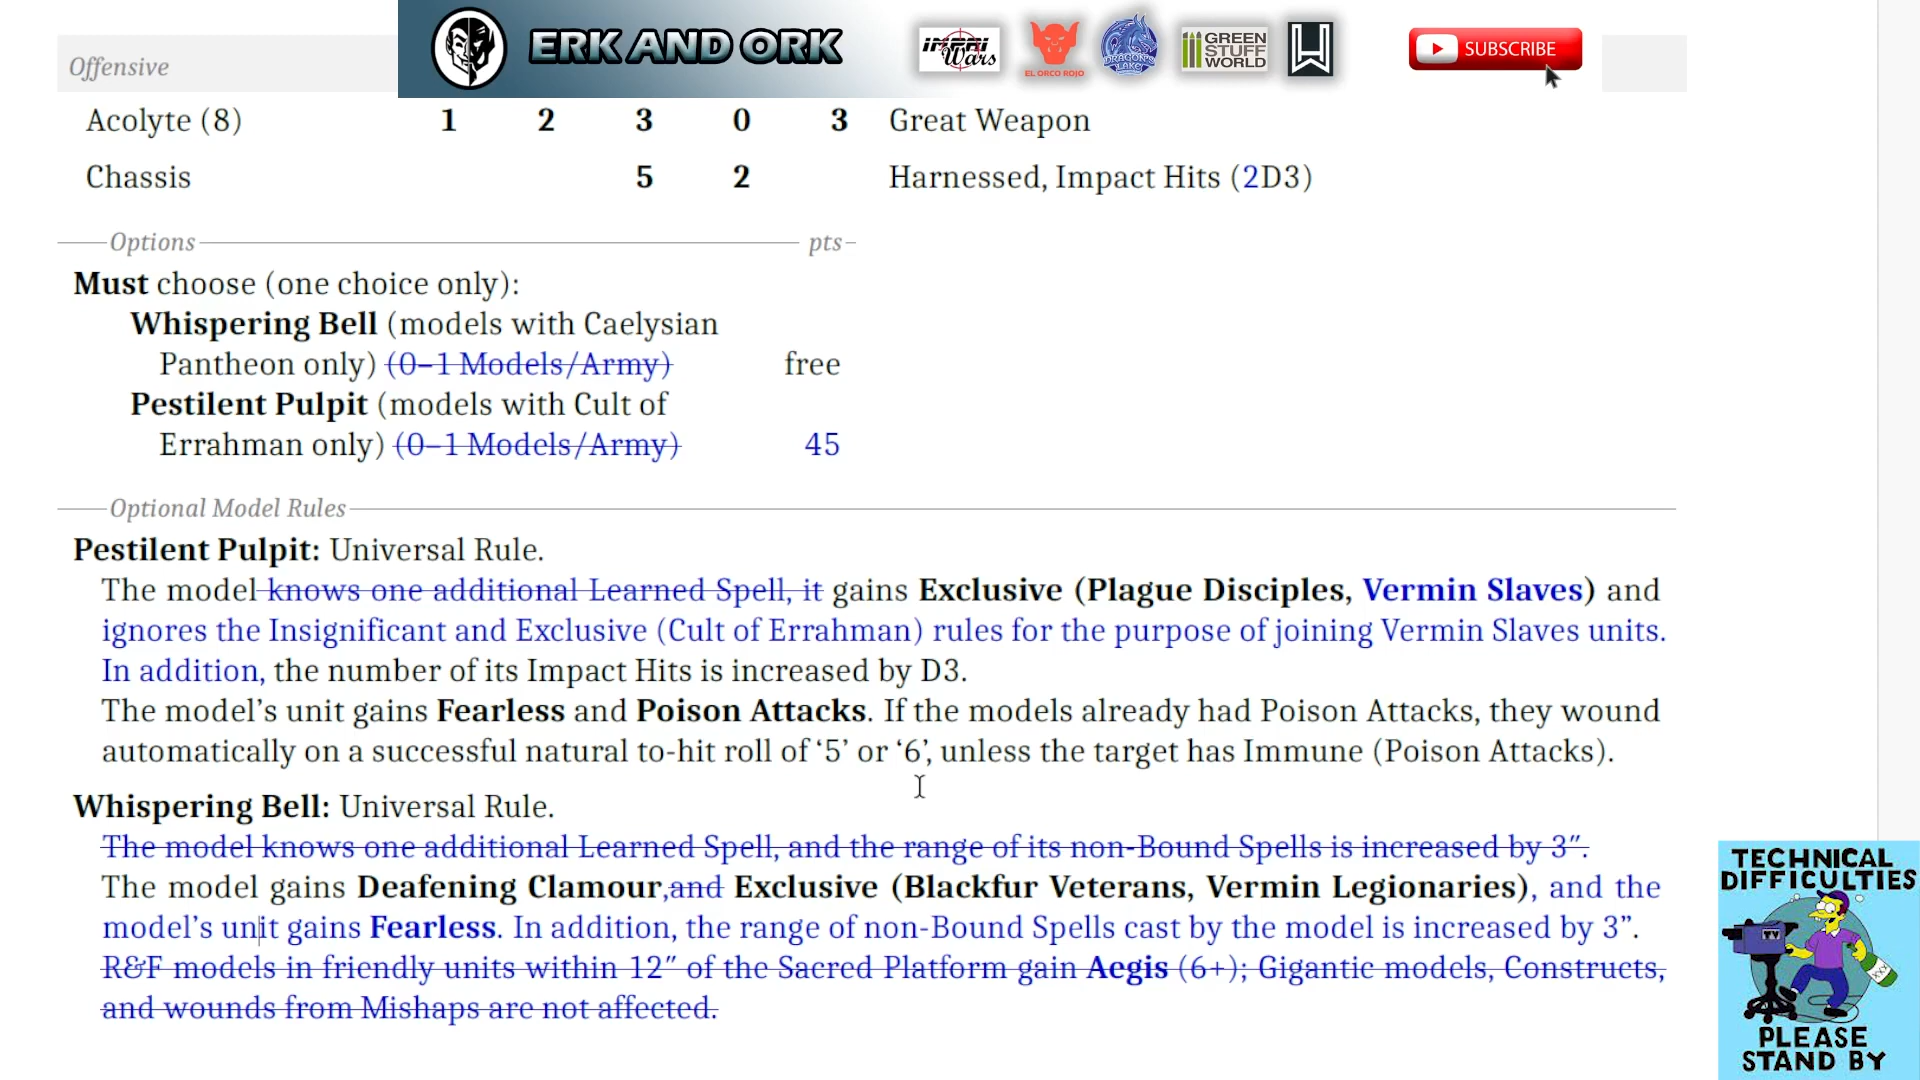 ERK AND ORK
Wars
EL ORCO ROJO
DRAGON'S LAKE
GREEN
STUFF
WORLD
SUBSCRIBE
Offensive
Acolyte (8) 1 2 3 0 3 Great Weapon
Chassis 5 2 Harnessed, Impact Hits (2D3)
Options pts
Must choose (one choice only):
Whispering Bell (models with Caelysian
Pantheon only) (0–1 Models/Army) free
Pestilent Pulpit (models with Cult of
Errahman only) (0–1 Models/Army) 45
Optional Model Rules
Pestilent Pulpit: Universal Rule.
The model knows one additional Learned Spell, it gains Exclusive (Plague Disciples, Vermin Slaves) and
ignores the Insignificant and Exclusive (Cult of Errahman) rules for the purpose of joining Vermin Slaves units.
In addition, the number of its Impact Hits is increased by D3.
The model’s unit gains Fearless and Poison Attacks. If the models already had Poison Attacks, they wound
automatically on a successful natural to-hit roll of ‘5’ or ‘6’, unless the target has Immune (Poison Attacks).
Whispering Bell: Universal Rule.
The model knows one additional Learned Spell, and the range of its non-Bound Spells is increased by 3″.
The model gains Deafening Clamour,and Exclusive (Blackfur Veterans, Vermin Legionaries), and the
model’s unit gains Fearless. In addition, the range of non-Bound Spells cast by the model is increased by 3”.
R&F models in friendly units within 12″ of the Sacred Platform gain Aegis (6+); Gigantic models, Constructs,
and wounds from Mishaps are not affected.
TECHNICAL
DIFFICULTIES
TV
XXX
PLEASE
STAND BY